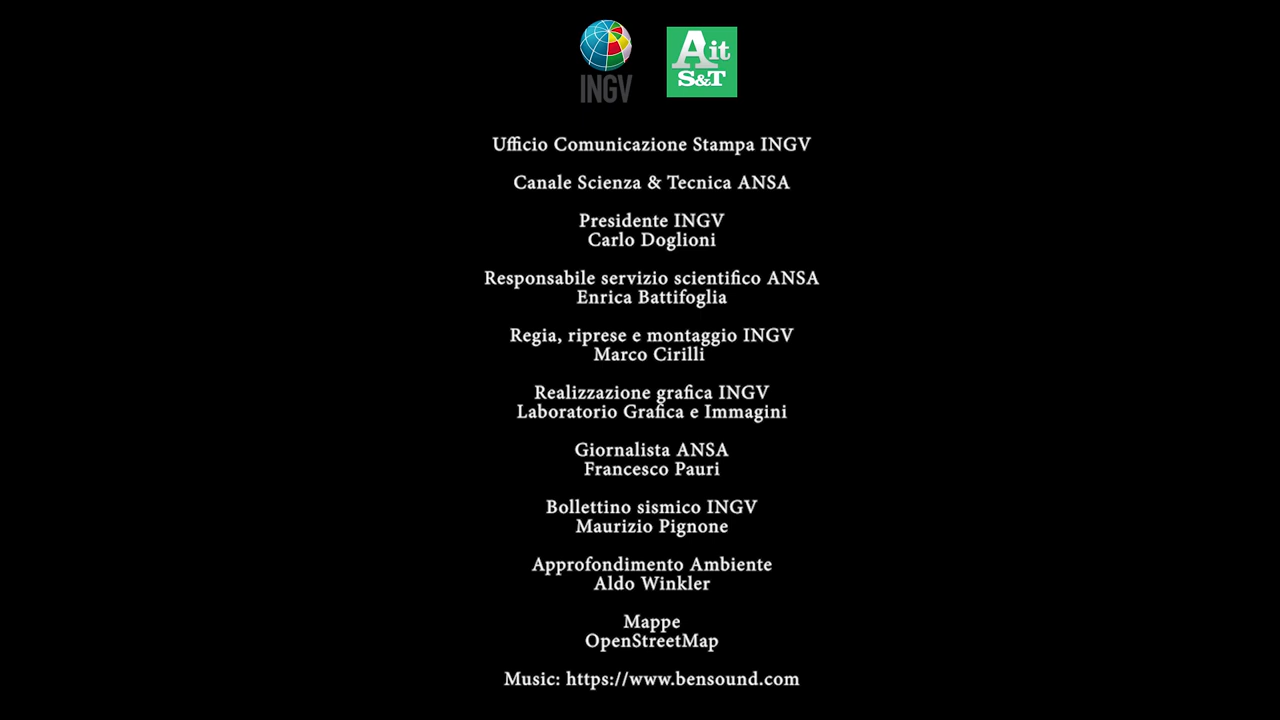 INGV
Ait
S&T
Ufficio Comunicazione Stampa INGV
Canale Scienza & Tecnica ANSA
Presidente INGV
Carlo Doglioni
Responsabile servizio scientifico ANSA
Enrica Battifoglia
Regia, riprese e montaggio INGV
Marco Cirilli
Realizzazione grafica INGV
Laboratorio Grafica e Immagini
Giornalista ANSA
Francesco Pauri
Bollettino sismico INGV
Maurizio Pignone
Approfondimento Ambiente
Aldo Winkler
Mappe
OpenStreetMap
Music: https://www.bensound.com